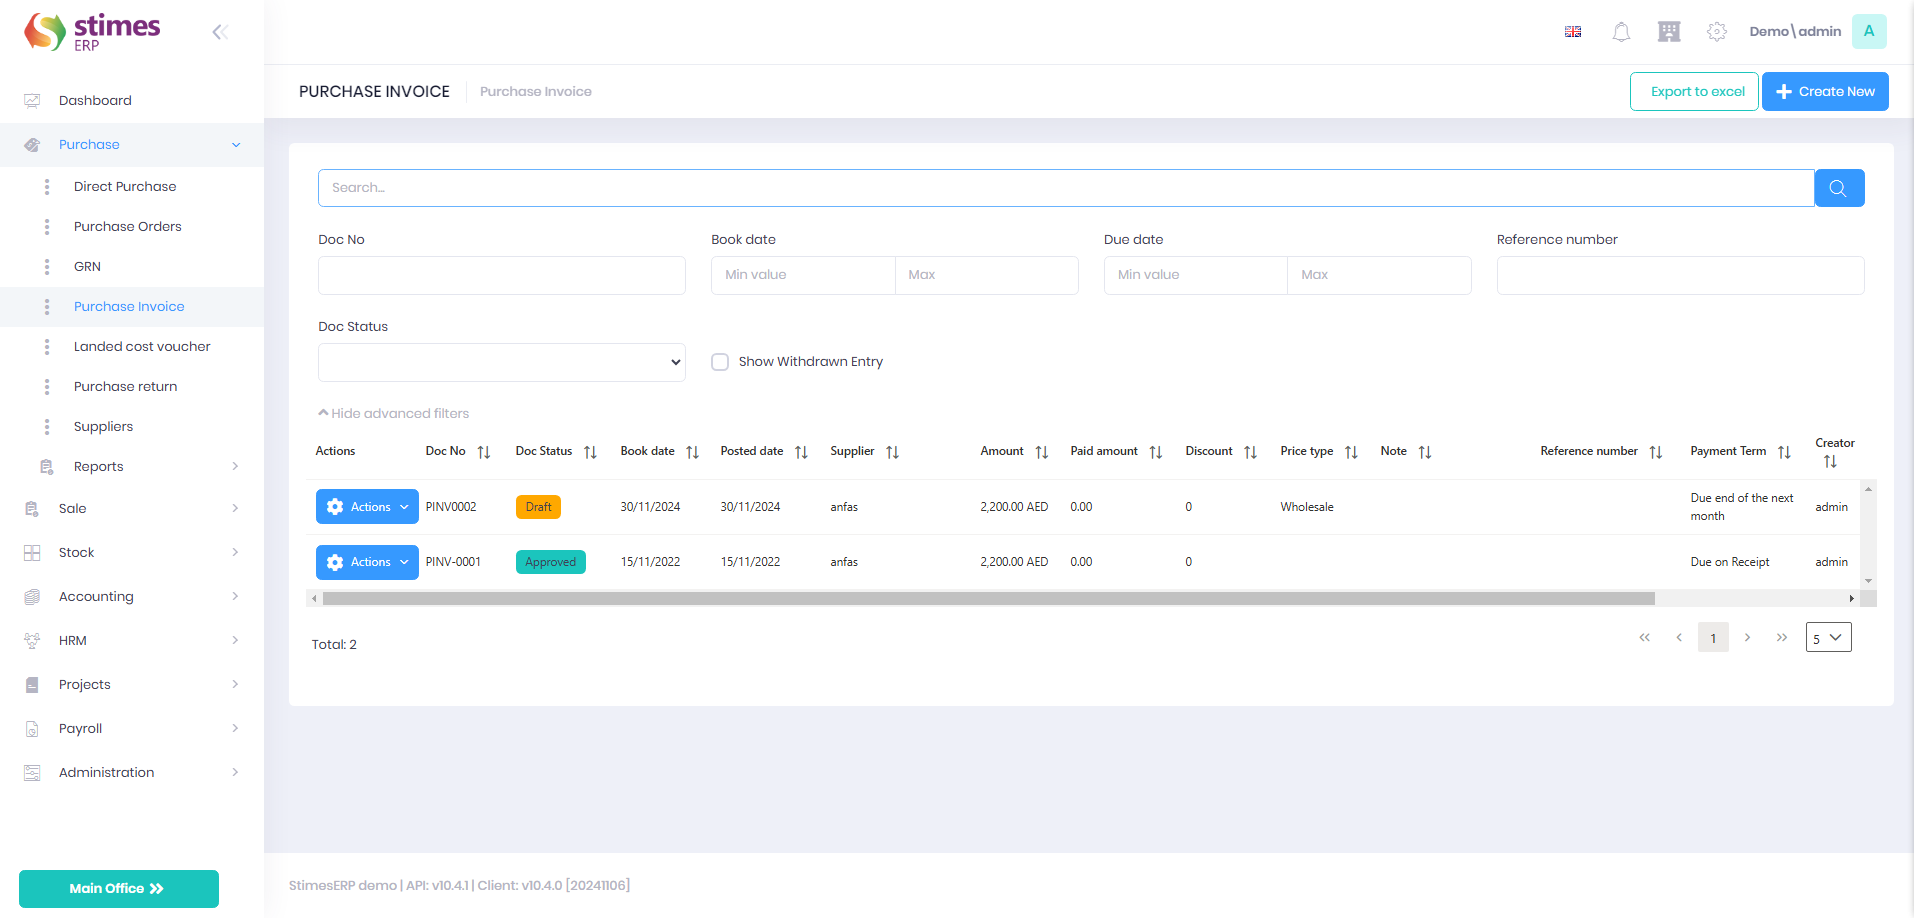 stimes
ERP
Demo\admin
A
Dashboard
Purchase
Direct Purchase
Purchase Orders
GRN
Purchase Invoice
Landed cost voucher
Purchase return
Suppliers
Reports
Sale
Stock
Accounting
HRM
Projects
Payroll
Administration
Main Office
PURCHASE INVOICE Purchase Invoice
Export to excel Create New
Search...
Doc No Book date Due date Reference number
Min value Max Min value Max
Doc Status
Show Withdrawn Entry
Hide advanced filters
Actions Doc No Doc Status Book date Posted date Supplier Amount Paid amount Discount Price type Note Reference number Payment Term Creator
Actions PINV0002 Draft 30/11/2024 30/11/2024 anfas 2,200.00 AED 0.00 0 Wholesale Due end of the next month admin
Actions PINV-0001 Approved 15/11/2022 15/11/2022 anfas 2,200.00 AED 0.00 0 Due on Receipt admin
Total: 2
1
5
StimesERP demo | API: v10.4.1 | Client: v10.4.0 [20241106]